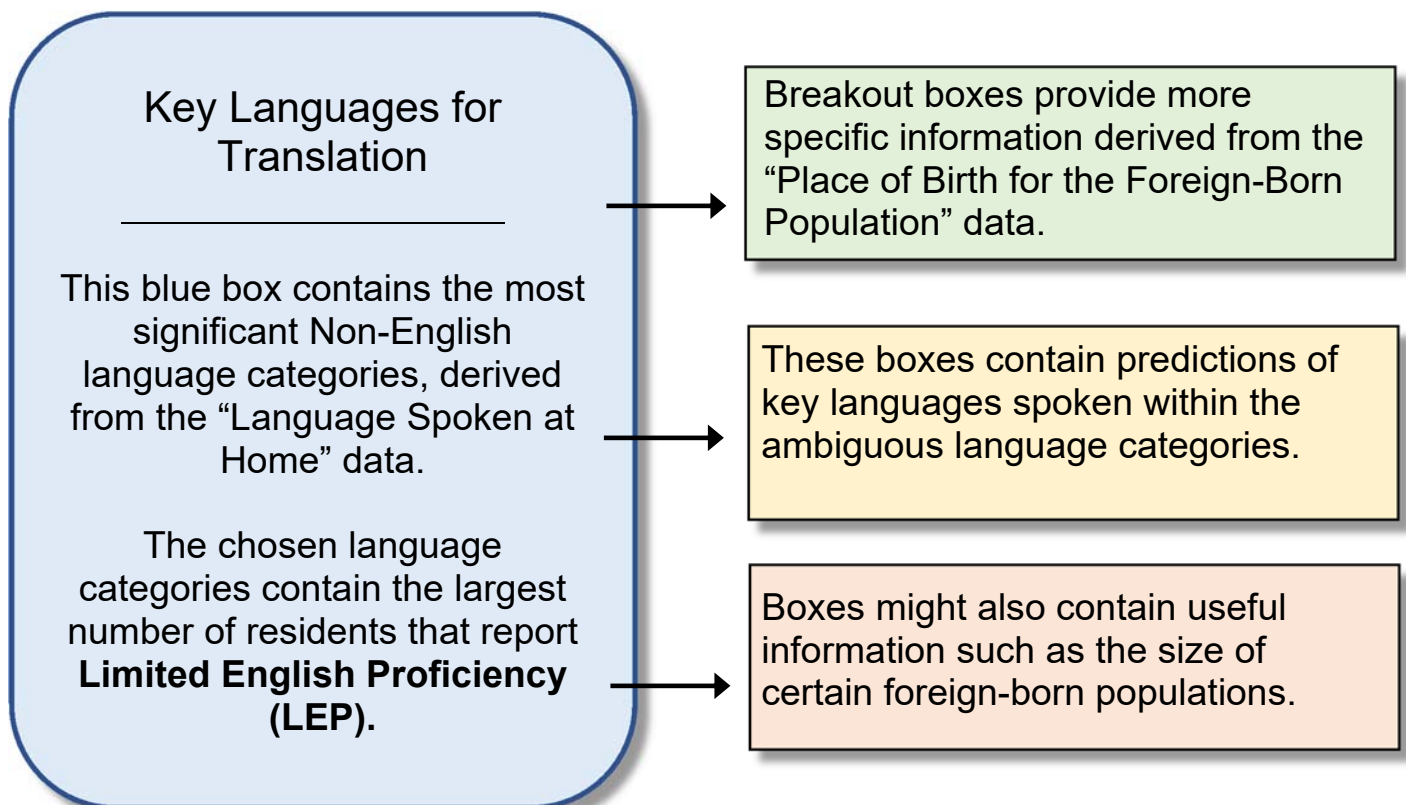 Key Languages for
Translation
This blue box contains the most
significant Non-English
language categories, derived
from the “Language Spoken at
Home” data.
The chosen language
categories contain the largest
number of residents that report
Limited English Proficiency
(LEP).
Breakout boxes provide more
specific information derived from the
“Place of Birth for the Foreign-Born
Population” data.
These boxes contain predictions of
key languages spoken within the
ambiguous language categories.
Boxes might also contain useful
information such as the size of
certain foreign-born populations.